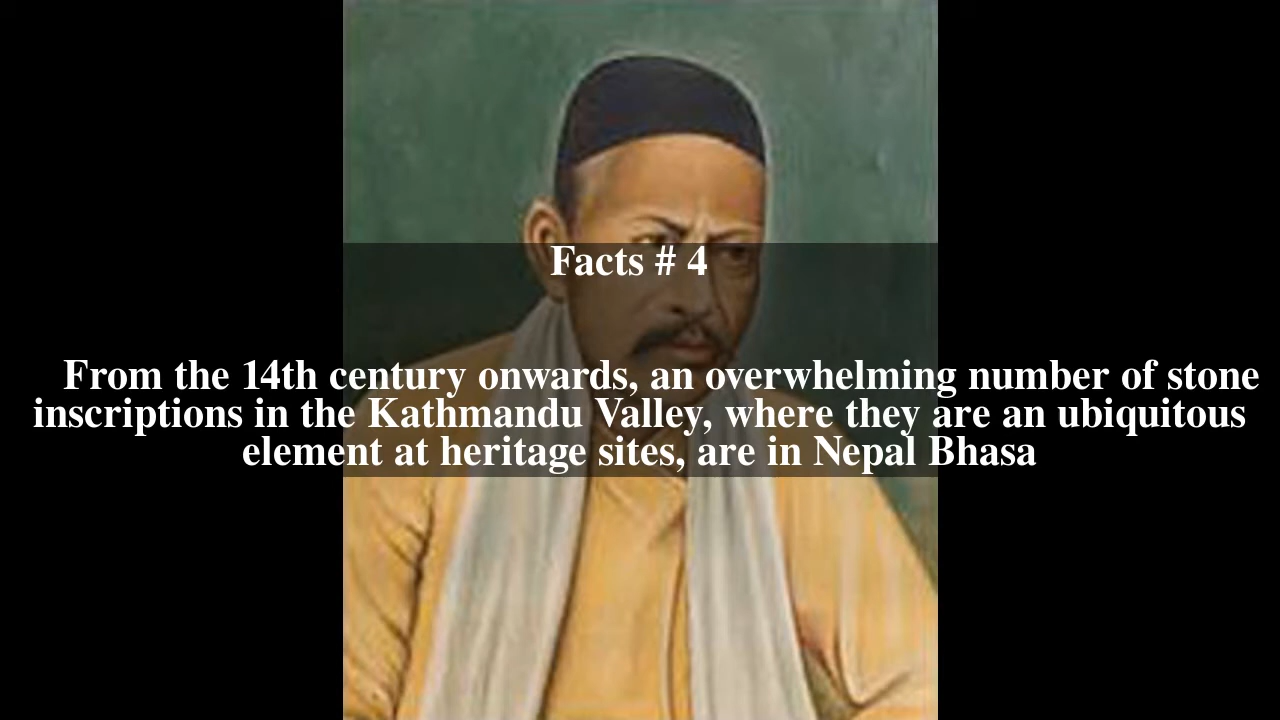 Facts # 4
From the 14th century onwards, an overwhelming number of stone
inscriptions in the Kathmandu Valley, where they are an ubiquitous
element at heritage sites, are in Nepal Bhasa